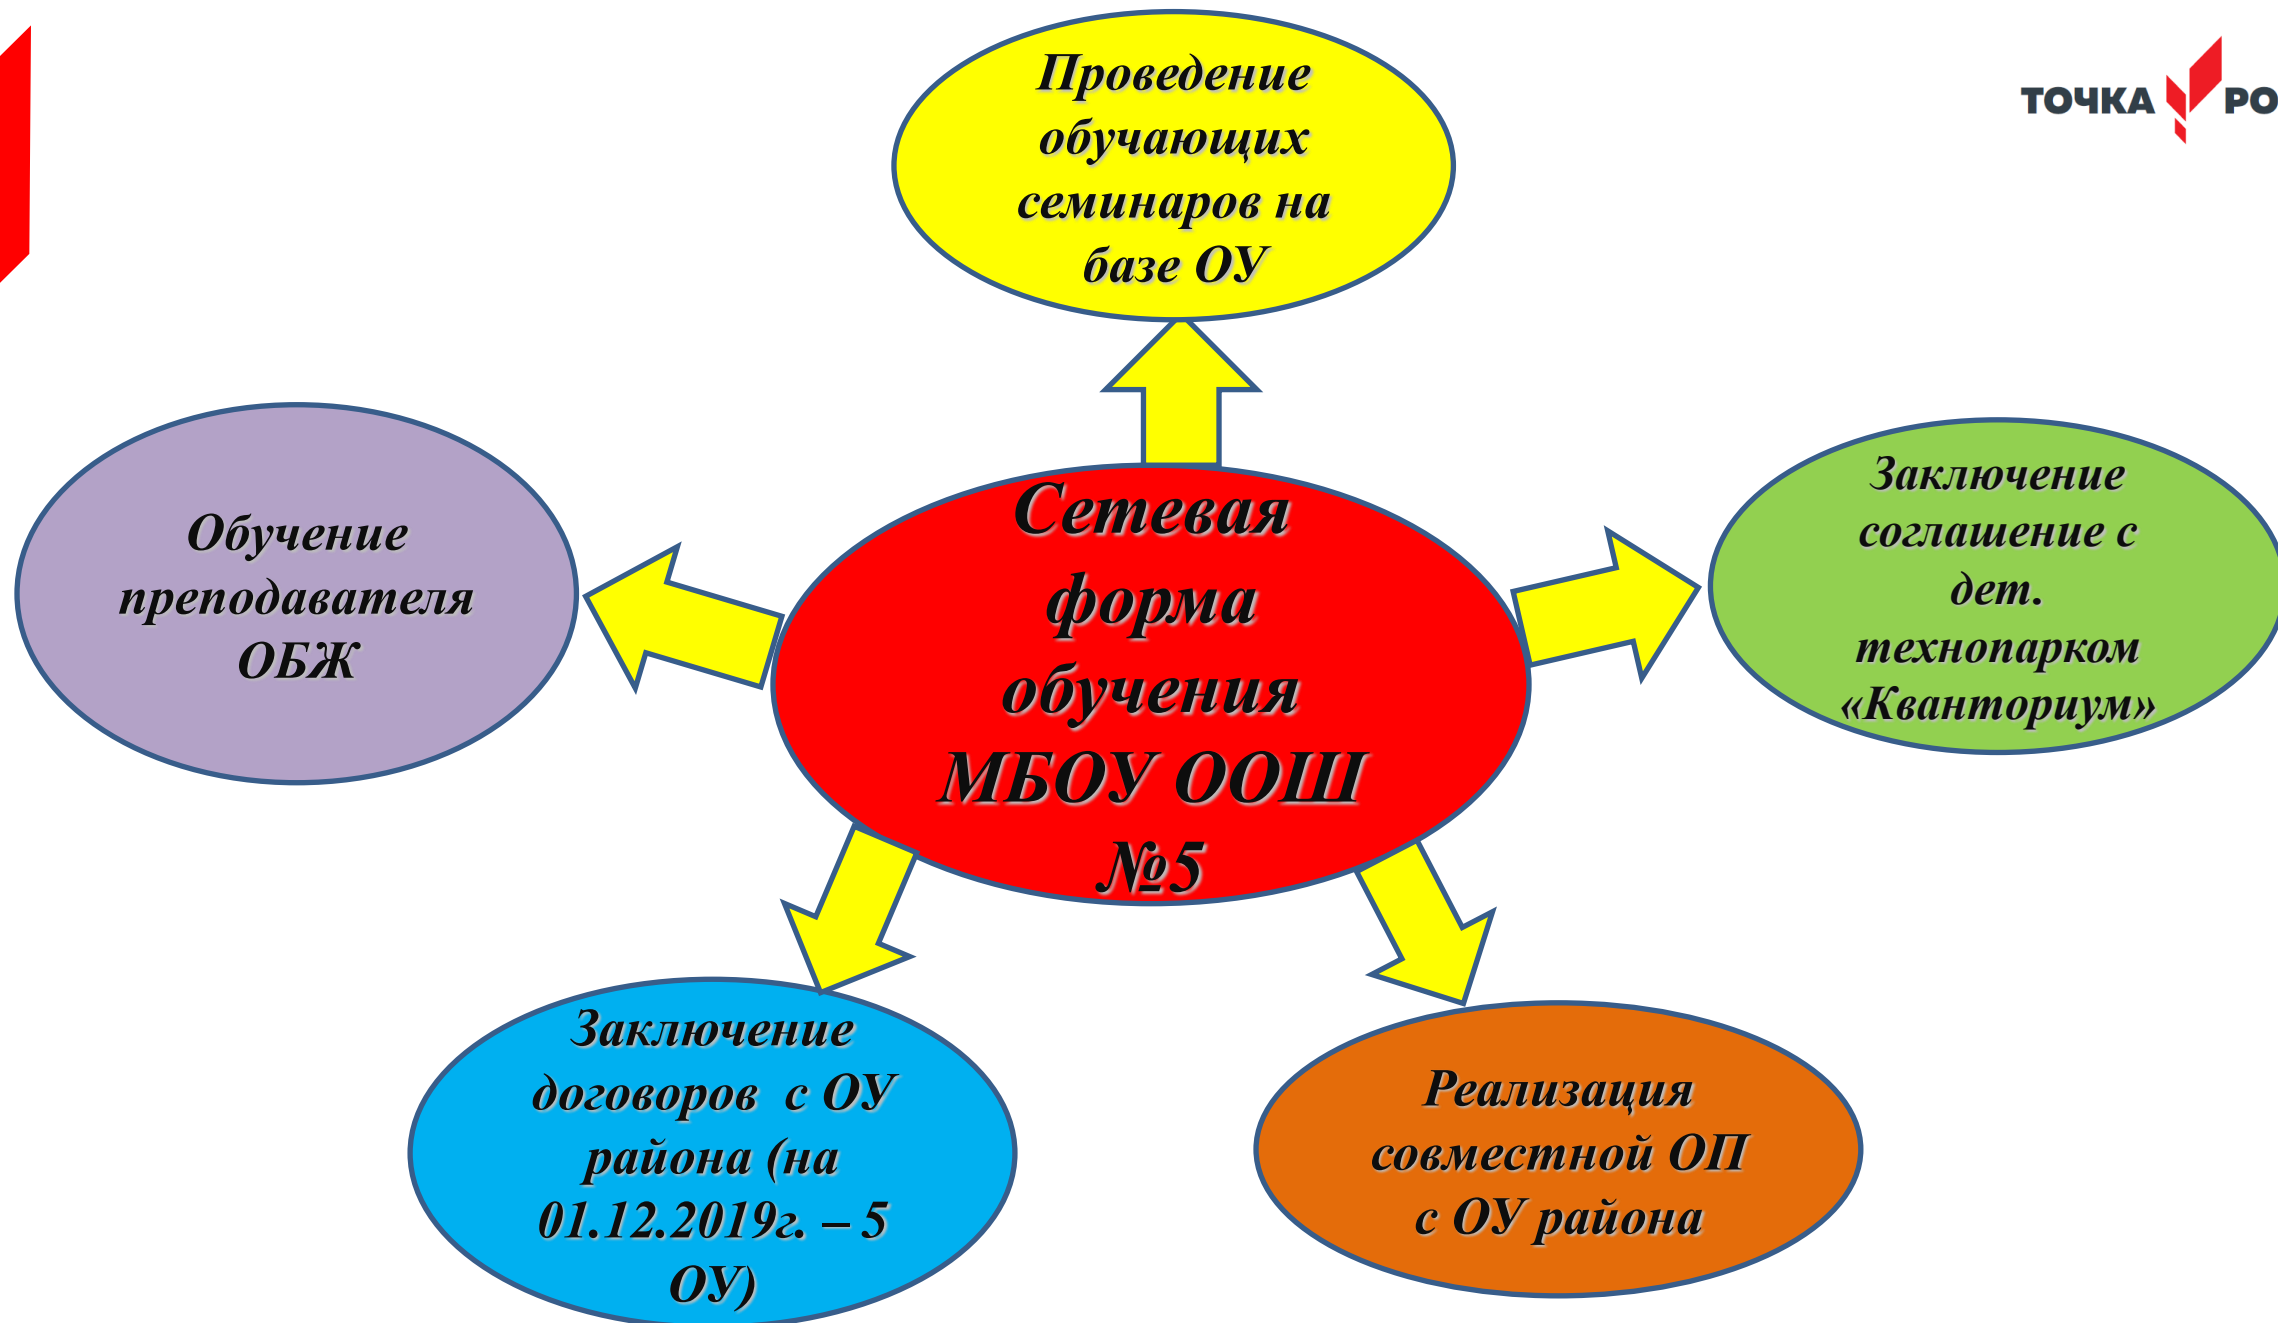 Проведение
обучающих
семинаров на
базе ОУ
ТОЧКА РО
Обучение
преподавателя
ОБЖ
Сетевая
форма
обучения
МБОУ ООШ
№5
Заключение
соглашение с
дет.
технопарком
«Кванториум»
Заключение
договоров с ОУ
района (на
01.12.2019г. – 5
ОУ)
Реализация
совместной ОП
с ОУ района